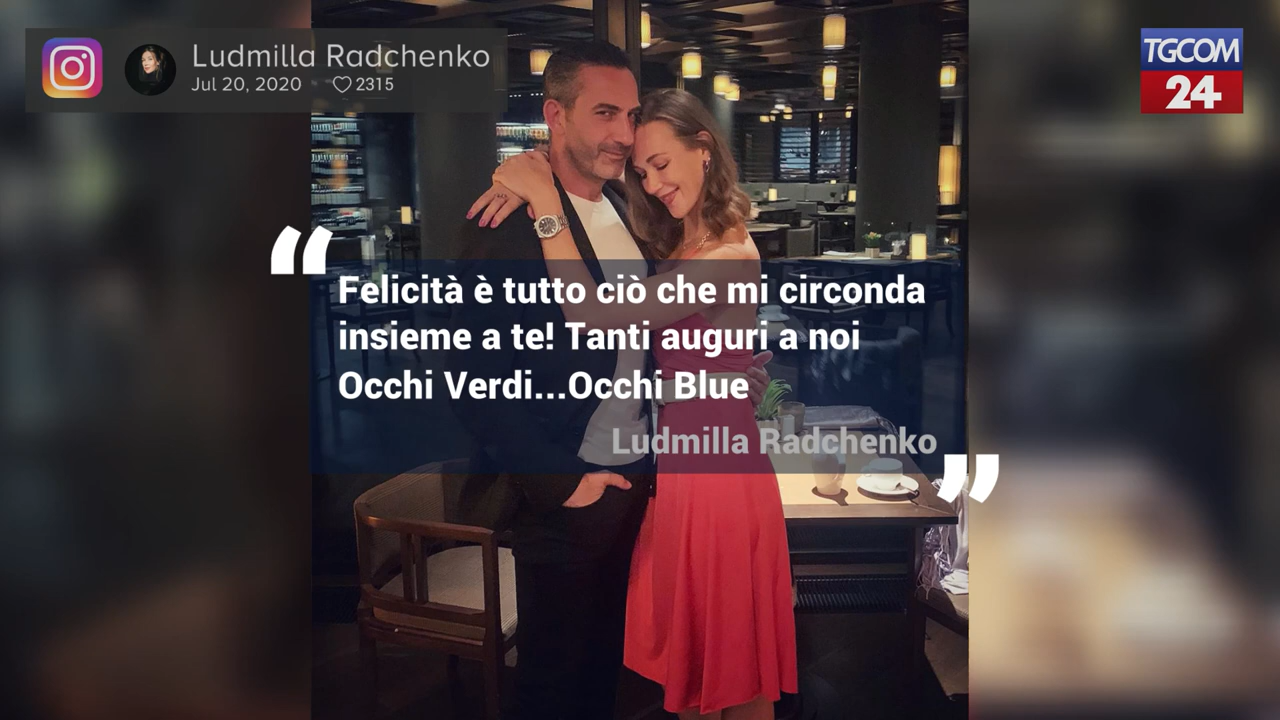 Ludmilla Radchenko
Jul 20, 2020 2315
TGCOM
24
“
Felicità è tutto ciò che mi circonda
insieme a te! Tanti auguri a noi
Occhi Verdi...Occhi Blue
Ludmilla Radchenko
”